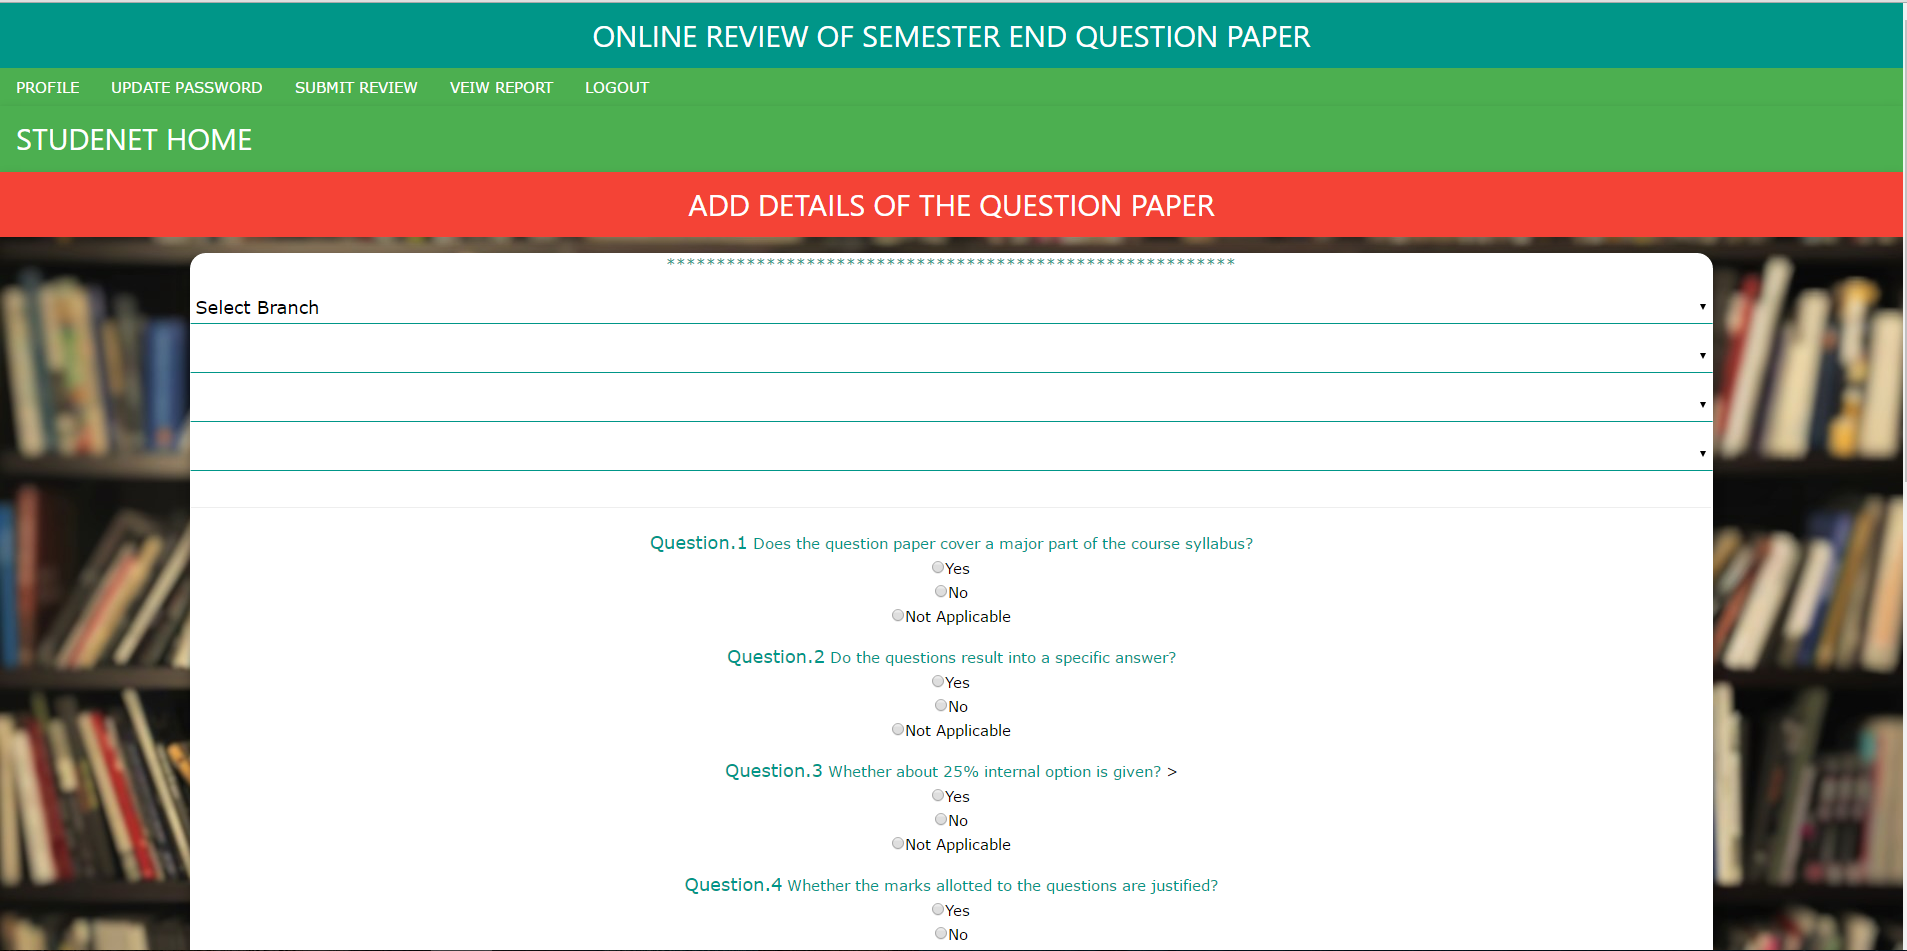 ONLINE REVIEW OF SEMESTER END QUESTION PAPER
PROFILE UPDATE PASSWORD SUBMIT REVIEW VEIW REPORT LOGOUT
STUDENET HOME
ADD DETAILS OF THE QUESTION PAPER
*********************************************************
Select Branch
Question.1 Does the question paper cover a major part of the course syllabus?
Yes
No
Not Applicable
Question.2 Do the questions result into a specific answer?
Yes
No
Not Applicable
Question.3 Whether about 25% internal option is given? >
Yes
No
Not Applicable
Question.4 Whether the marks allotted to the questions are justified?
Yes
No